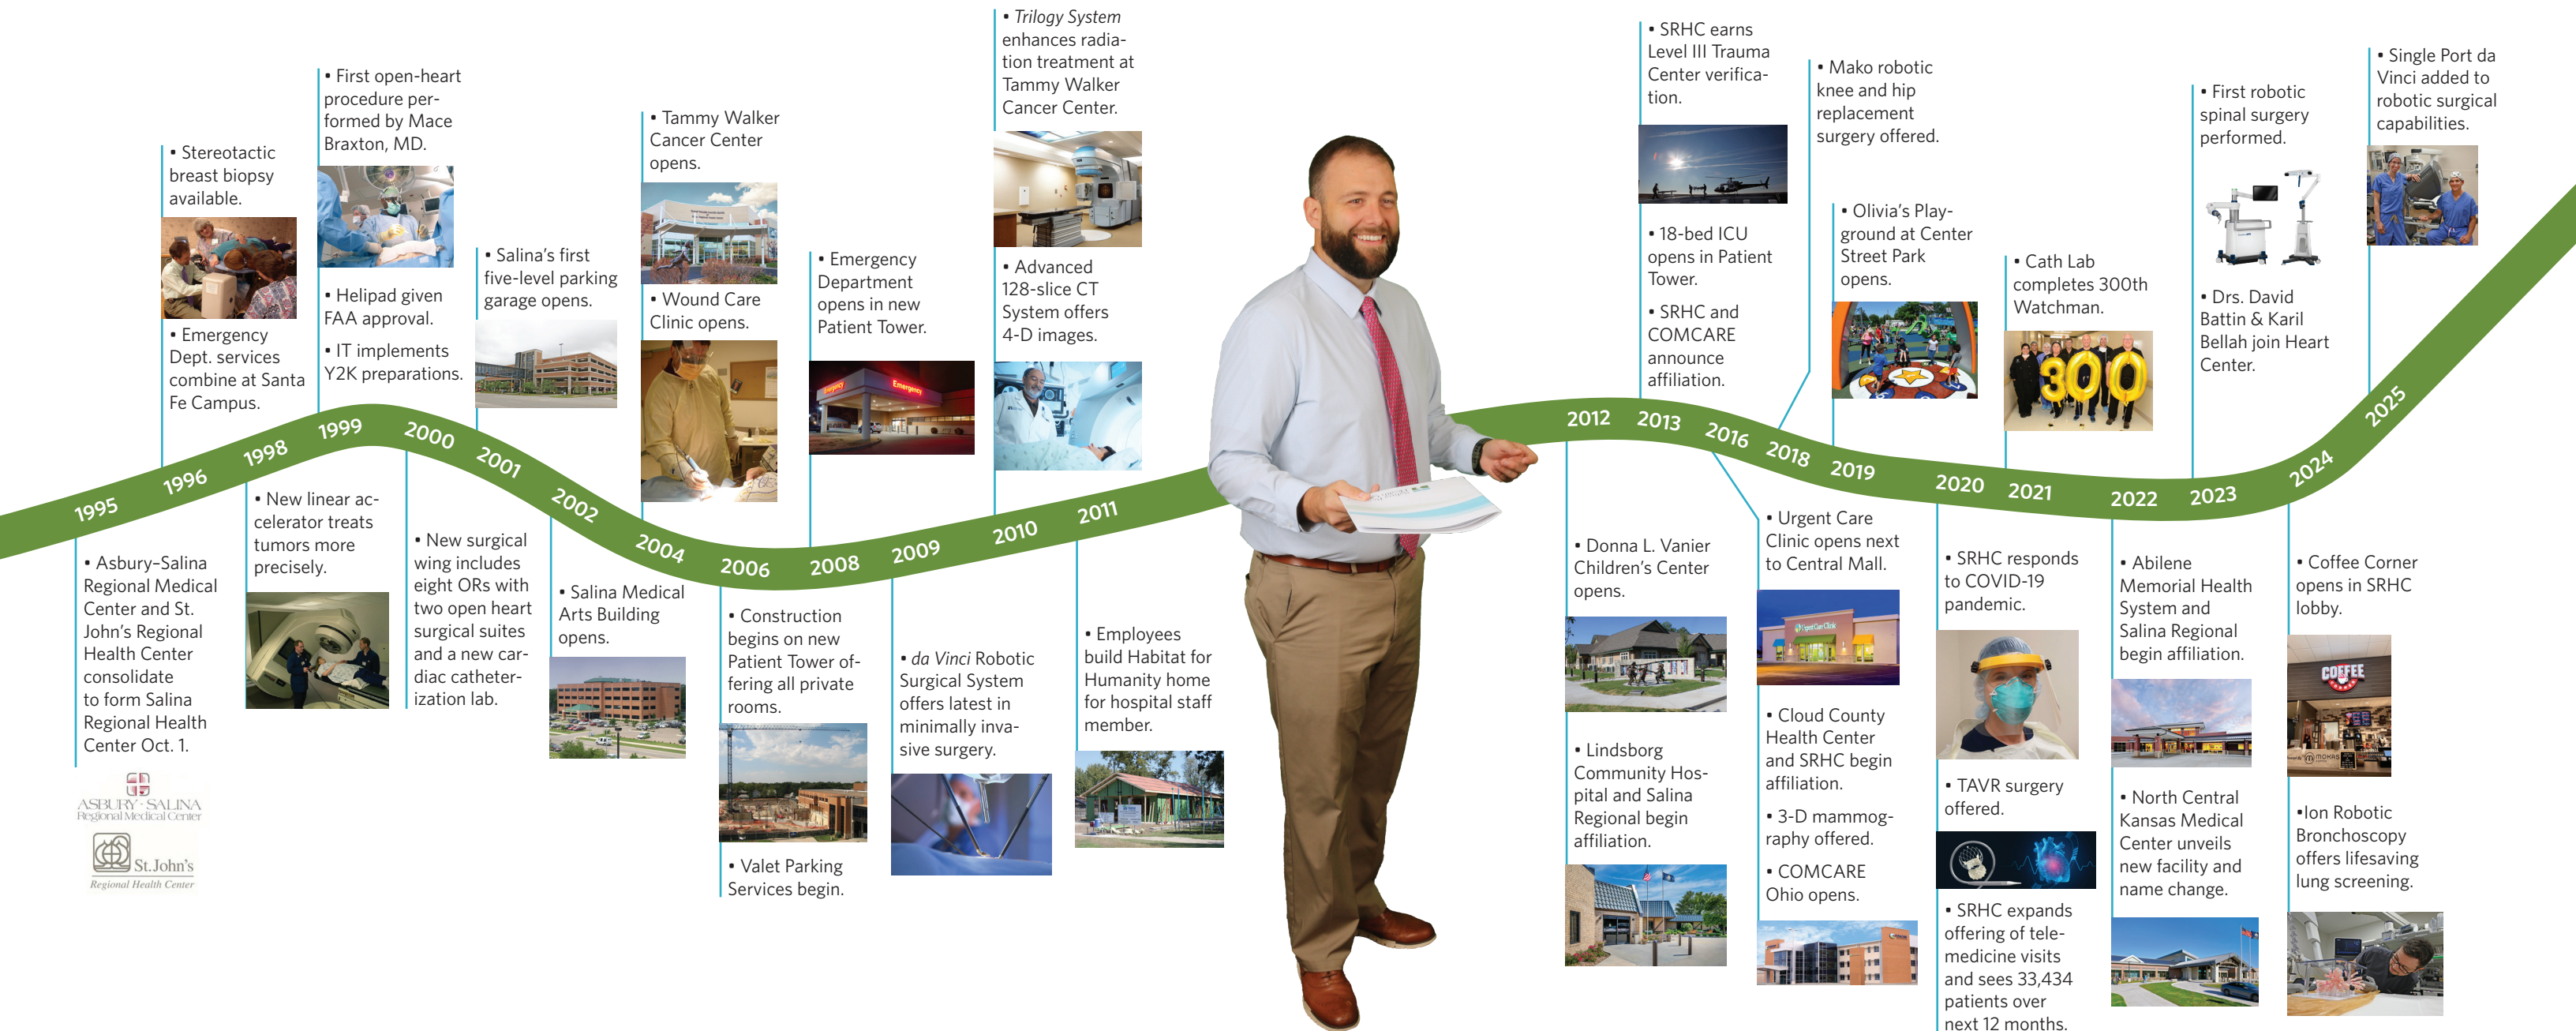 • Asbury–Salina
Regional Medical
Center and St.
John's Regional
Health Center
consolidate
to form Salina
Regional Health
Center Oct. 1.
ASBURY - SALINA
Regional Medical Center
St.John's
Regional Health Center
1995
• Stereotactic
breast biopsy
available.
• Emergency
Dept. services
combine at Santa
Fe Campus.
1996
1998
• New linear ac-
celerator treats
tumors more
precisely.
• First open-heart
procedure per-
formed by Mace
Braxton, MD.
• Helipad given
FAA approval.
• IT implements
Y2K preparations.
1999
2000
• New surgical
wing includes
eight ORs with
two open heart
surgical suites
and a new car-
diac catheter-
ization lab.
• Salina's first
five-level parking
garage opens.
2001
2002
• Salina Medical
Arts Building
opens.
• Tammy Walker
Cancer Center
opens.
• Wound Care
Clinic opens.
2004
2006
• Construction
begins on new
Patient Tower of-
fering all private
rooms.
• Valet Parking
Services begin.
• Emergency
Department
opens in new
Patient Tower.
Emergency
Emergency
2008
2009
• da Vinci Robotic
Surgical System
offers latest in
minimally inva-
sive surgery.
• Trilogy System
enhances radia-
tion treatment at
Tammy Walker
Cancer Center.
• Advanced
128-slice CT
System offers
4-D images.
2010
2011
• Employees
build Habitat for
Humanity home
for hospital staff
member.
2012
• Donna L. Vanier
Children's Center
opens.
• Lindsborg
Community Hos-
pital and Salina
Regional begin
affiliation.
• SRHC earns
Level III Trauma
Center verifica-
tion.
• 18-bed ICU
opens in Patient
Tower.
• SRHC and
COMCARE
announce
affiliation.
2013
2016
• Urgent Care
Clinic opens next
to Central Mall.
Urgent Care Clinic
• Cloud County
Health Center
and SRHC begin
affiliation.
• 3-D mammog-
raphy offered.
• COMCARE
Ohio opens.
• Mako robotic
knee and hip
replacement
surgery offered.
2018
• Olivia's Play-
ground at Center
Street Park
opens.
2019
2020
• SRHC responds
to COVID-19
pandemic.
• TAVR surgery
offered.
• SRHC expands
offering of tele-
medicine visits
and sees 33,434
patients over
next 12 months.
• Cath Lab
completes 300th
Watchman.
300
2021
2022
• Abilene
Memorial Health
System and
Salina Regional
begin affiliation.
• North Central
Kansas Medical
Center unveils
new facility and
name change.
• First robotic
spinal surgery
performed.
• Drs. David
Battin & Karil
Bellah join Heart
Center.
2023
2024
• Coffee Corner
opens in SRHC
lobby.
COFFEE
CORNER
MOKAS
•Ion Robotic
Bronchoscopy
offers lifesaving
lung screening.
• Single Port da
Vinci added to
robotic surgical
capabilities.
2025